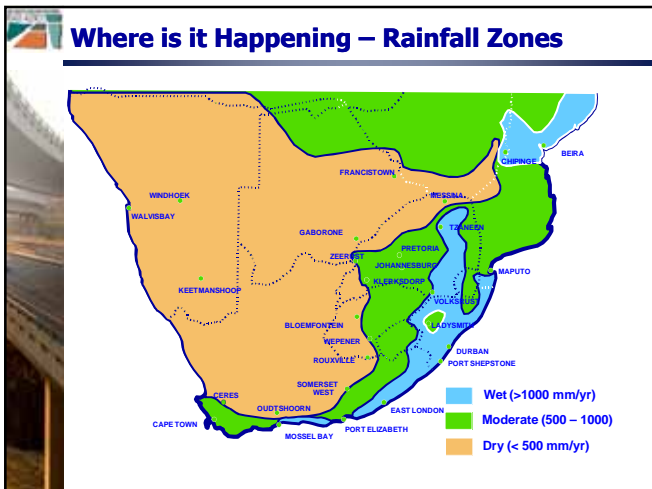 Where is it Happening – Rainfall Zones
BEIRA
CHIPINGE
FRANCISTOWN
MESSINA
WINDHOEK
WALVISBAY
TZANEEN
GABORONE
PRETORIA
ZEERUST
JOHANNESBURG
MAPUTO
KLERKSDORP
KEETMANSHOOP
VOLKSRUST
BLOEMFONTEIN
LADYSMITH
WEPENER
DURBAN
ROUXVILLE
PORT SHEPSTONE
SOMERSET
WEST
CERES
OUDTSHOORN
EAST LONDON
CAPE TOWN
PORT ELIZABETH
MOSSEL BAY
Wet (>1000 mm/yr)
Moderate (500 – 1000)
Dry (< 500 mm/yr)